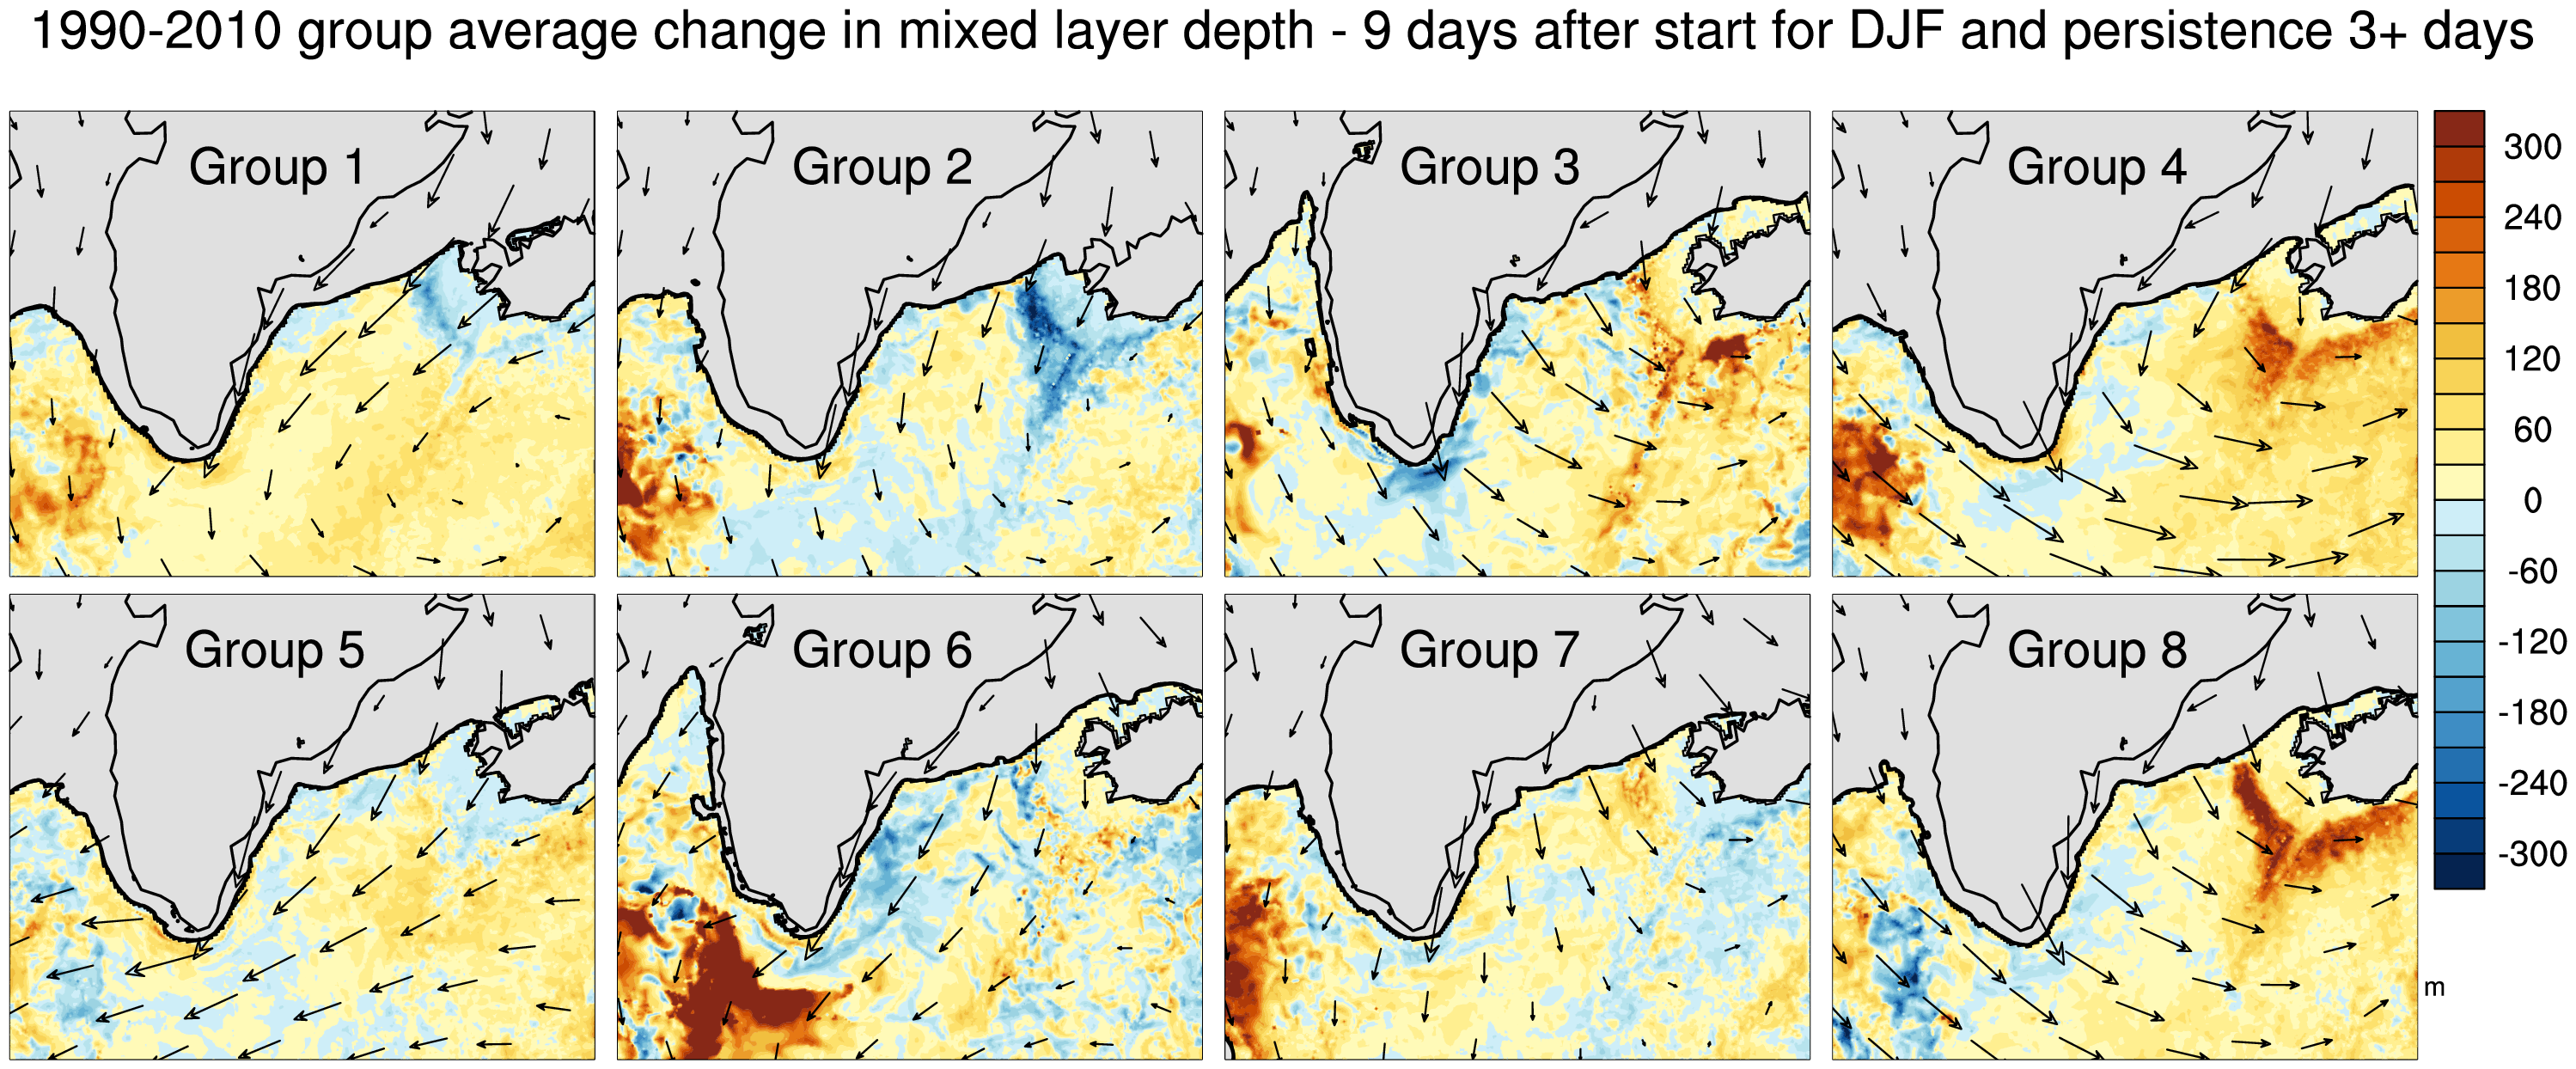 1990-2010 group average change in mixed layer depth - 9 days after start for DJF and persistence 3+ days
Group 1
Group 2
Group 3
Group 4
Group 5
Group 6
Group 7
Group 8
300
240
180
120
60
0
-60
-120
-180
-240
-300
m